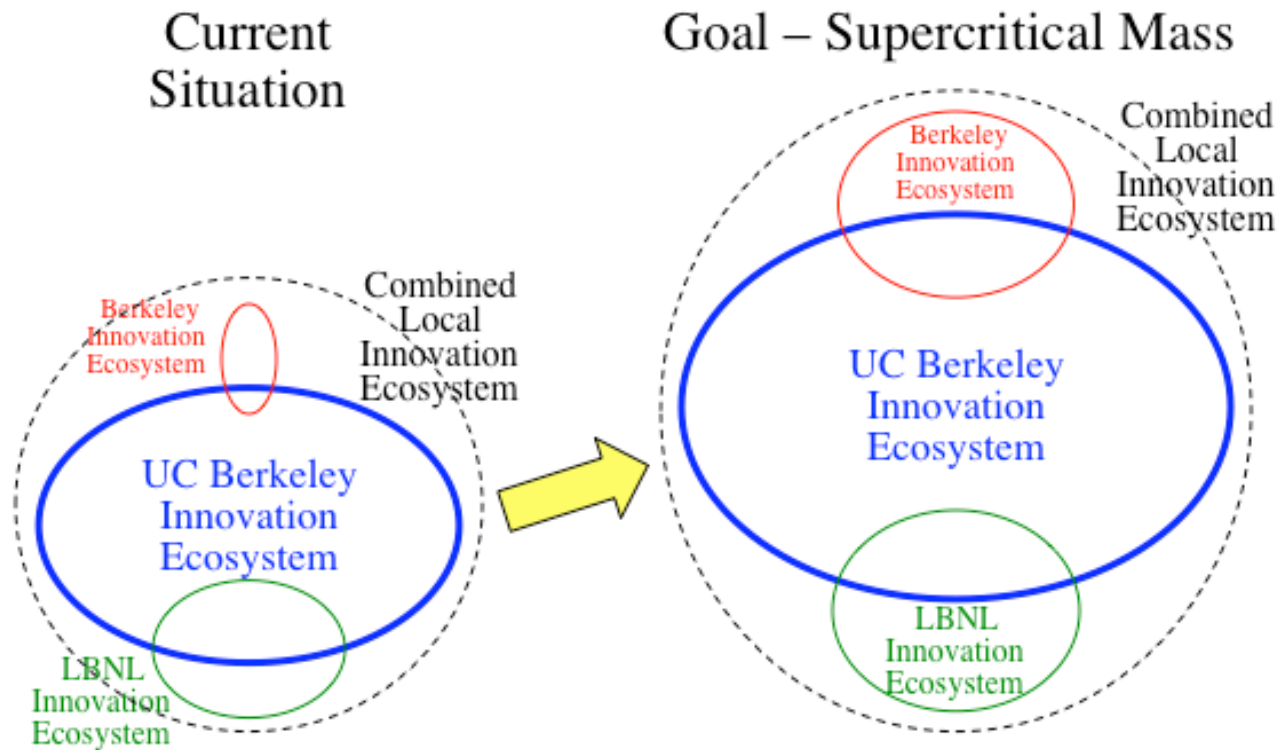 Current
Situation
Goal – Supercritical Mass
Combined
Local
Innovation
Ecosystem
Berkeley
Innovation
Ecosystem
UC Berkeley
Innovation
Ecosystem
LBNL
Innovation
Ecosystem
Berkeley
Innovation
Ecosystem
Combined
Local
Innovation
Ecosystem
UC Berkeley
Innovation
Ecosystem
LBNL
Innovation
Ecosystem